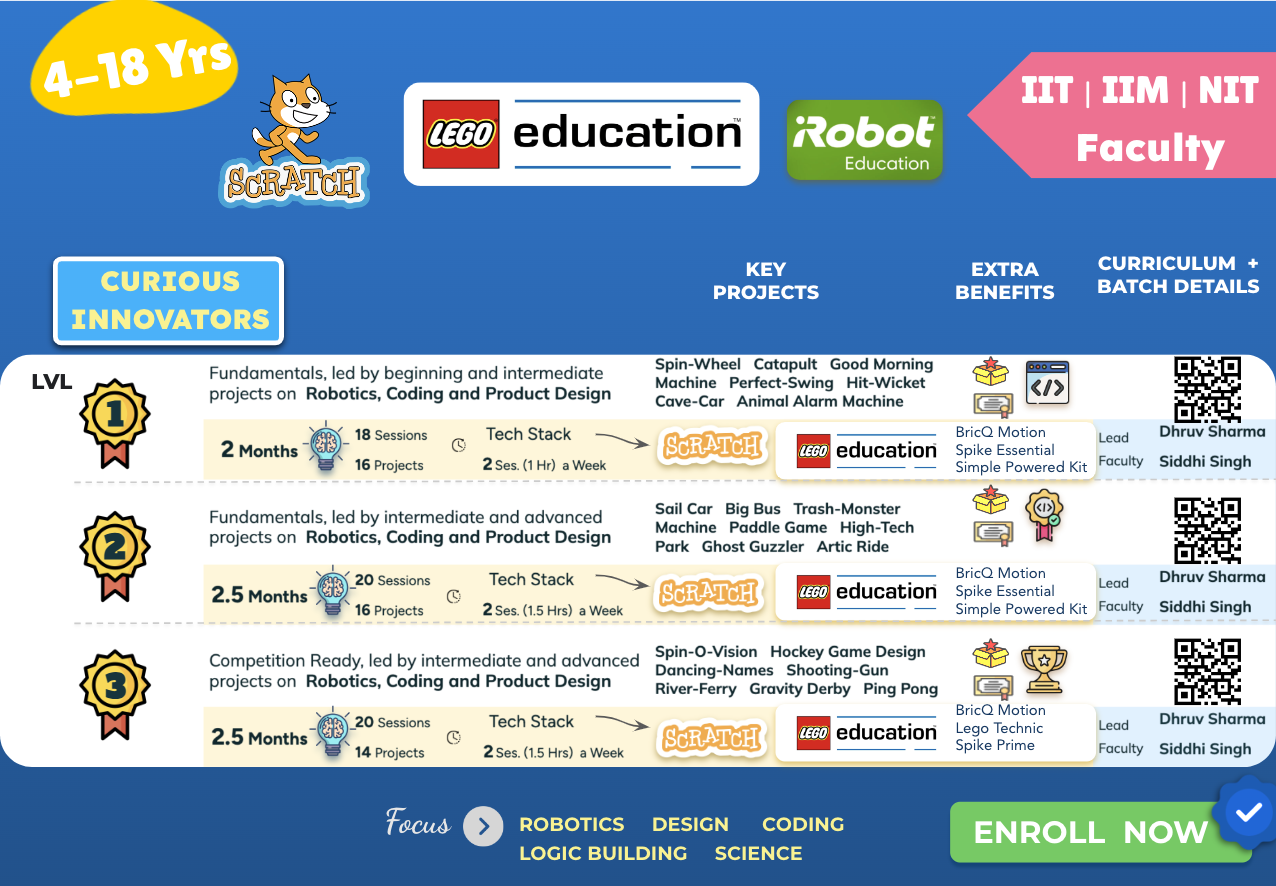 4-18 Yrs
SCRATCH
LEGO education™
iRobot™
Education
IIT | IIM | NIT
Faculty
CURIOUS
INNOVATORS
KEY
PROJECTS
EXTRA
BENEFITS
CURRICULUM +
BATCH DETAILS
LVL
1
Fundamentals, led by beginning and intermediate
projects on Robotics, Coding and Product Design
Spin-Wheel Catapult Good Morning
Machine Perfect-Swing Hit-Wicket
Cave-Car Animal Alarm Machine
</>
2 Months
18 Sessions
16 Projects
Tech Stack
2 Ses. (1 Hr) a Week
SCRATCH
LEGO education
BricQ Motion
Spike Essential
Simple Powered Kit
Lead
Faculty
Dhruv Sharma
Siddhi Singh
2
Fundamentals, led by intermediate and advanced
projects on Robotics, Coding and Product Design
Sail Car Big Bus Trash-Monster
Machine Paddle Game High-Tech
Park Ghost Guzzler Artic Ride
</>
2.5 Months
20 Sessions
16 Projects
Tech Stack
2 Ses. (1.5 Hrs) a Week
SCRATCH
LEGO education
BricQ Motion
Spike Essential
Simple Powered Kit
Lead
Faculty
Dhruv Sharma
Siddhi Singh
3
Competition Ready, led by intermediate and advanced
projects on Robotics, Coding and Product Design
Spin-O-Vision Hockey Game Design
Dancing-Names Shooting-Gun
River-Ferry Gravity Derby Ping Pong
2.5 Months
20 Sessions
14 Projects
Tech Stack
2 Ses. (1.5 Hrs) a Week
SCRATCH
LEGO education
BricQ Motion
Lego Technic
Spike Prime
Lead
Faculty
Dhruv Sharma
Siddhi Singh
Focus
ROBOTICS DESIGN CODING
LOGIC BUILDING SCIENCE
ENROLL NOW